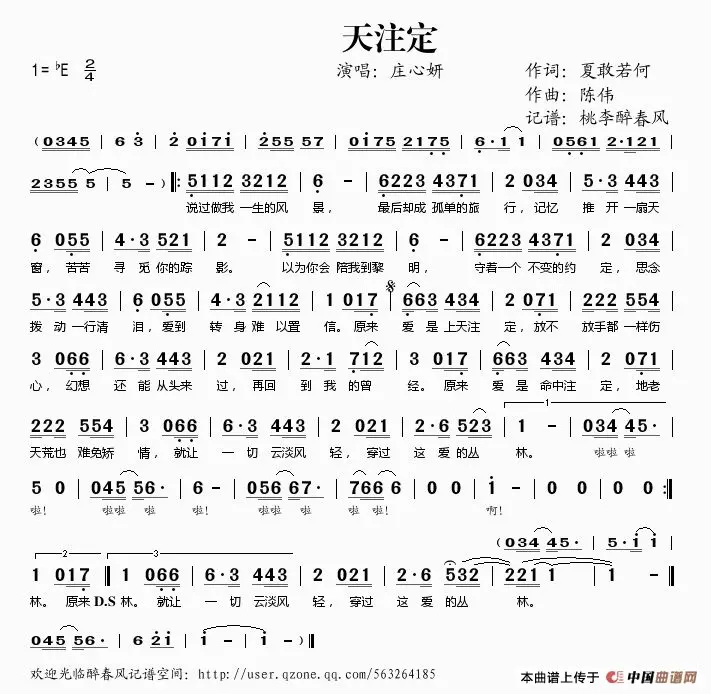 天注定
1=♭E 2/4 演唱：庄心妍 作词：夏敢若何
作曲：陈伟
记谱：桃李醉春风
（0345 | 6 3 | 2 0171 | 255 57 | 0175 2175 | 6·1 1 | 0561 2·121 |
2355 5 | 5 － ）‖: 5112 3212 | 6 － | 6223 4371 | 2 034 | 5·3 443 |
说过做我 一生的风 景， 最后却成 孤单的旅 行，记忆 推开一扇天
6 055 | 4·3 521 | 2 － | 5112 3212 | 6 － | 6223 4371 | 2 034 |
窗，苦苦 寻觅你的踪 影。 以为你会 陪我到黎 明， 守着一个 不变的约 定，思念
5·3 443 | 6 055 | 4·3 2112 | 1 017 | 663 434 | 2 071 | 222 554 |
拨动一行清 泪，爱到 转身难以置 信。原来 爱是上天注 定，放不 放手都一样伤
3 066 | 6·3 443 | 2 021 | 2·1 712 | 3 017 | 663 434 | 2 071 |
心，幻想 还能从头来 过，再回 到我的曾 经。原来 爱是命中注 定，地老
222 554 | 3 066 | 6·3 443 | 2 021 | 2·6 523 | 1. 1 － | 034 45· |
天荒也 难免矫 情，就让 一切云淡风 轻，穿过 这爱的丛 林。 啦啦 啦
5 0 | 045 56· | 6 － | 056 67 | 766 6 | 0 0 | 1 － | 0 0 :‖
啦！ 啦啦 啦 啦！ 啦啦 啦 啦 啦！ 啊！
（034 45· | 5·1 1
2. 1 017 ‖ 3. 1 066 | 6·3 443 | 2 021 | 2·6 532 | 221 1 | 1 － |
林。原来 D.S 林。就让 一切云淡风 轻，穿过 这爱的丛 林。
045 56· | 6 21 | 1 － | 1 － ）‖
欢迎光临醉春风记谱空间：http://user.qzone.qq.com/563264185
本曲谱上传于 中国曲谱网